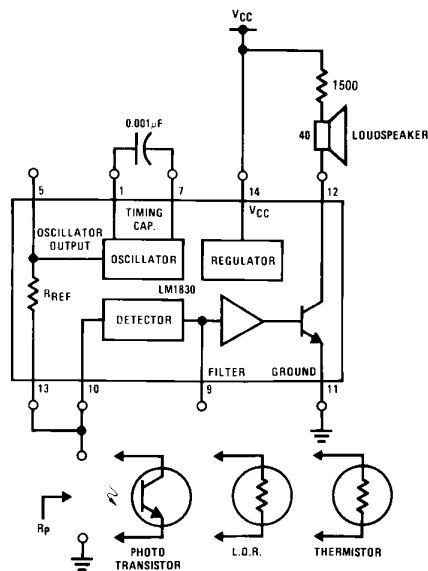 VCC
1500
40
LOUDSPEAKER
0.001µF
5
1
7
14
12
OSCILLATOR
OUTPUT
TIMING
CAP.
VCC
OSCILLATOR
REGULATOR
LM1830
RREF
DETECTOR
FILTER
GROUND
13
10
9
11
RP
PHOTO
TRANSISTOR
L.D.R.
THERMISTOR